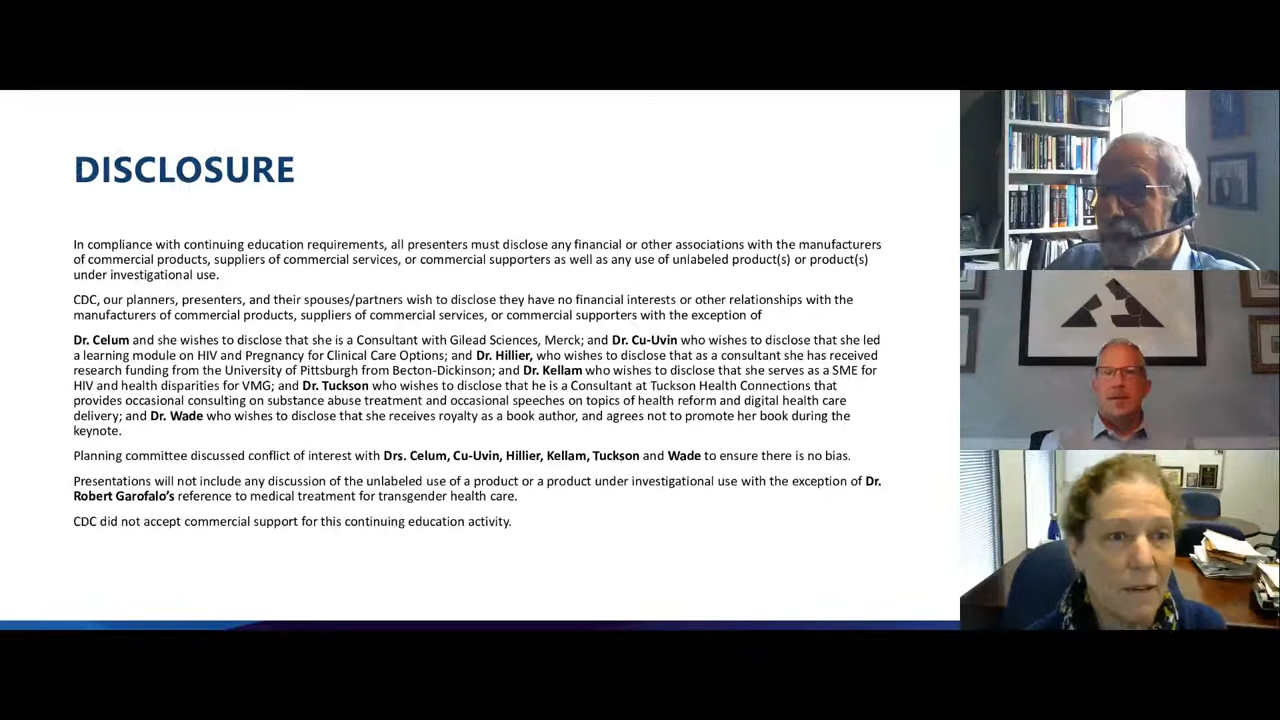 DISCLOSURE
In compliance with continuing education requirements, all presenters must disclose any financial or other associations with the manufacturers
of commercial products, suppliers of commercial services, or commercial supporters as well as any use of unlabeled product(s) or product(s)
under investigational use.
CDC, our planners, presenters, and their spouses/partners wish to disclose they have no financial interests or other relationships with the
manufacturers of commercial products, suppliers of commercial services, or commercial supporters with the exception of
Dr. Celum and she wishes to disclose that she is a Consultant with Gilead Sciences, Merck; and Dr. Cu-Uvin who wishes to disclose that she led
a learning module on HIV and Pregnancy for Clinical Care Options; and Dr. Hillier, who wishes to disclose that as a consultant she has received
research funding from the University of Pittsburgh from Becton-Dickinson; and Dr. Kellam who wishes to disclose that she serves as a SME for
HIV and health disparities for VMG; and Dr. Tuckson who wishes to disclose that he is a Consultant at Tuckson Health Connections that
provides occasional consulting on substance abuse treatment and occasional speeches on topics of health reform and digital health care
delivery; and Dr. Wade who wishes to disclose that she receives royalty as a book author, and agrees not to promote her book during the
keynote.
Planning committee discussed conflict of interest with Drs. Celum, Cu-Uvin, Hillier, Kellam, Tuckson and Wade to ensure there is no bias.
Presentations will not include any discussion of the unlabeled use of a product or a product under investigational use with the exception of Dr.
Robert Garofalo's reference to medical treatment for transgender health care.
CDC did not accept commercial support for this continuing education activity.